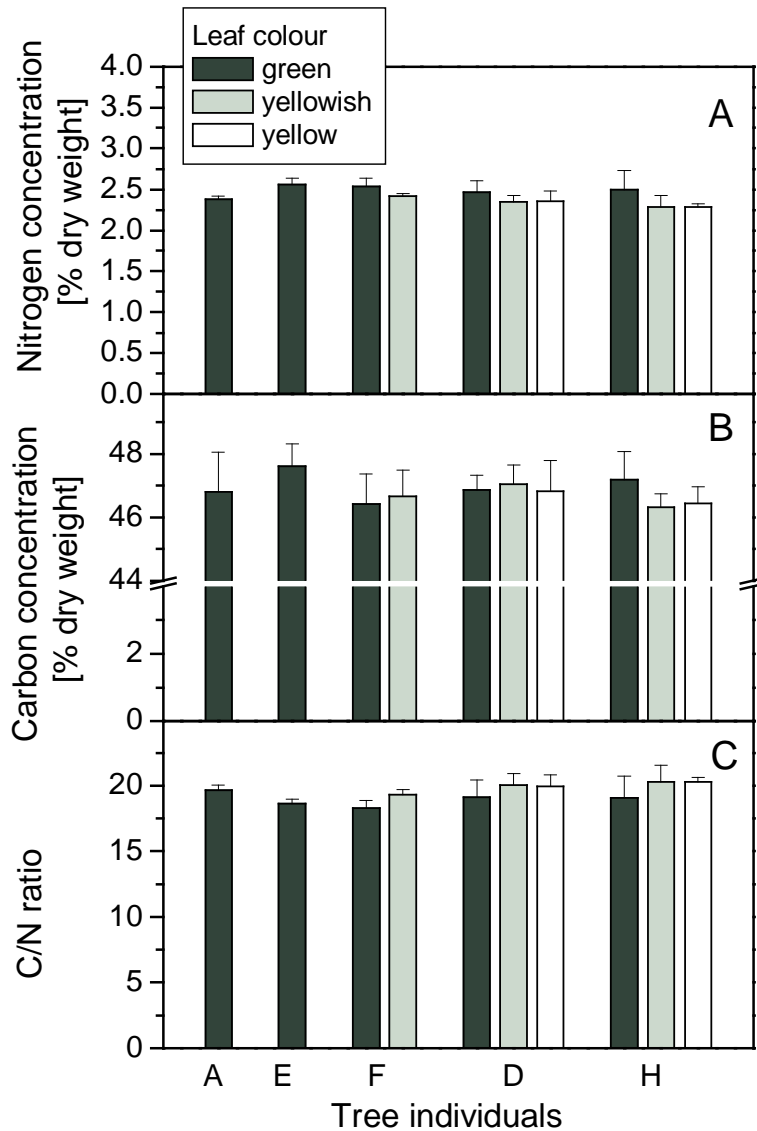 Leaf colour
green
yellowish
yellow
Nitrogen concentration
[% dry weight]
4.0
3.5
3.0
2.5
2.0
1.5
1.0
0.5
0.0
A
Carbon concentration
[% dry weight]
48
46
44
2
0
B
C/N ratio
20
15
10
5
0
C
A E F D H
Tree individuals